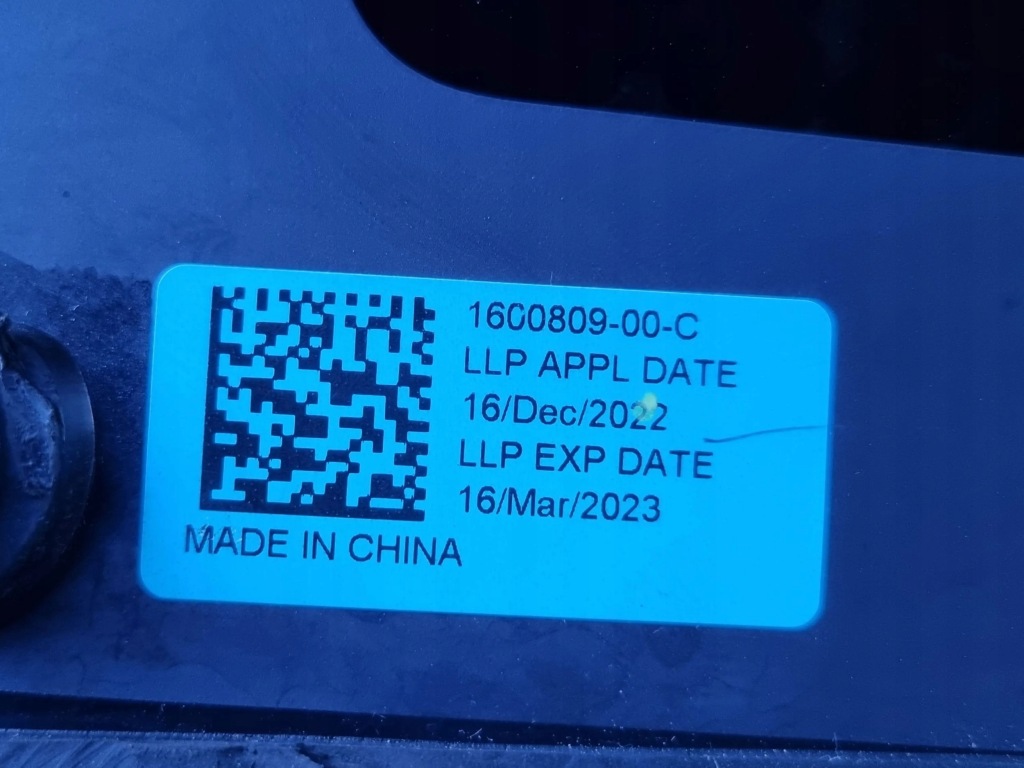 1600809-00-C
LLP APPL DATE
16/Dec/2022
LLP EXP DATE
16/Mar/2023
MADE IN CHINA